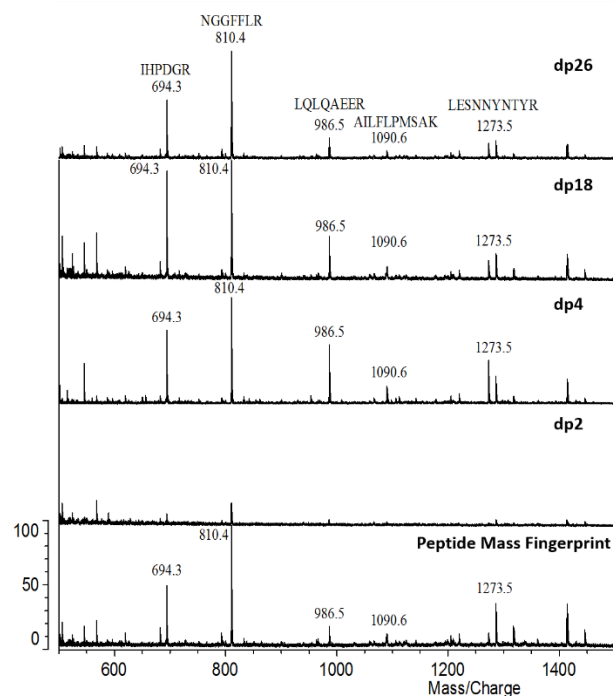 NGGFFLR
IHPDGR
810.4
dp26
694.3
LQLQAEER
LESNNYNTYR
AILFLPMSAK
986.5
1090.6
1273.5
694.3
810.4
dp18
986.5
1090.6
1273.5
810.4
dp4
694.3
986.5
1273.5
1090.6
dp2
100
810.4
Peptide Mass Fingerprint
694.3
50
1273.5
986.5
1090.6
0
600
800
1000
1200
1400
Mass/Charge